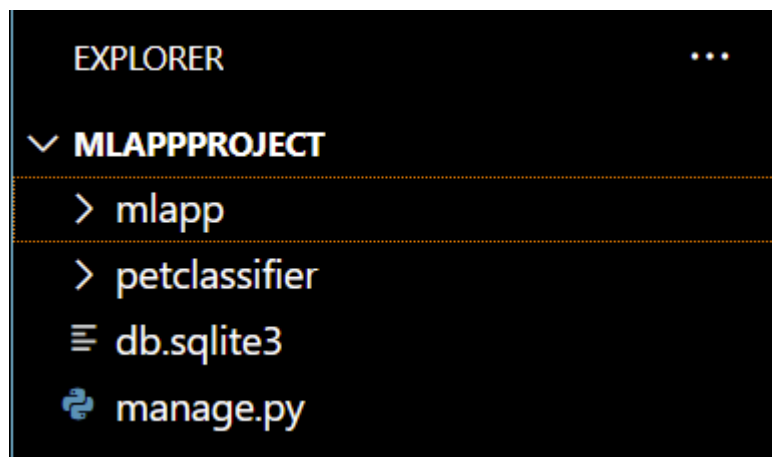 EXPLORER
MLAPPPROJECT
mlapp
petclassifier
db.sqlite3
manage.py